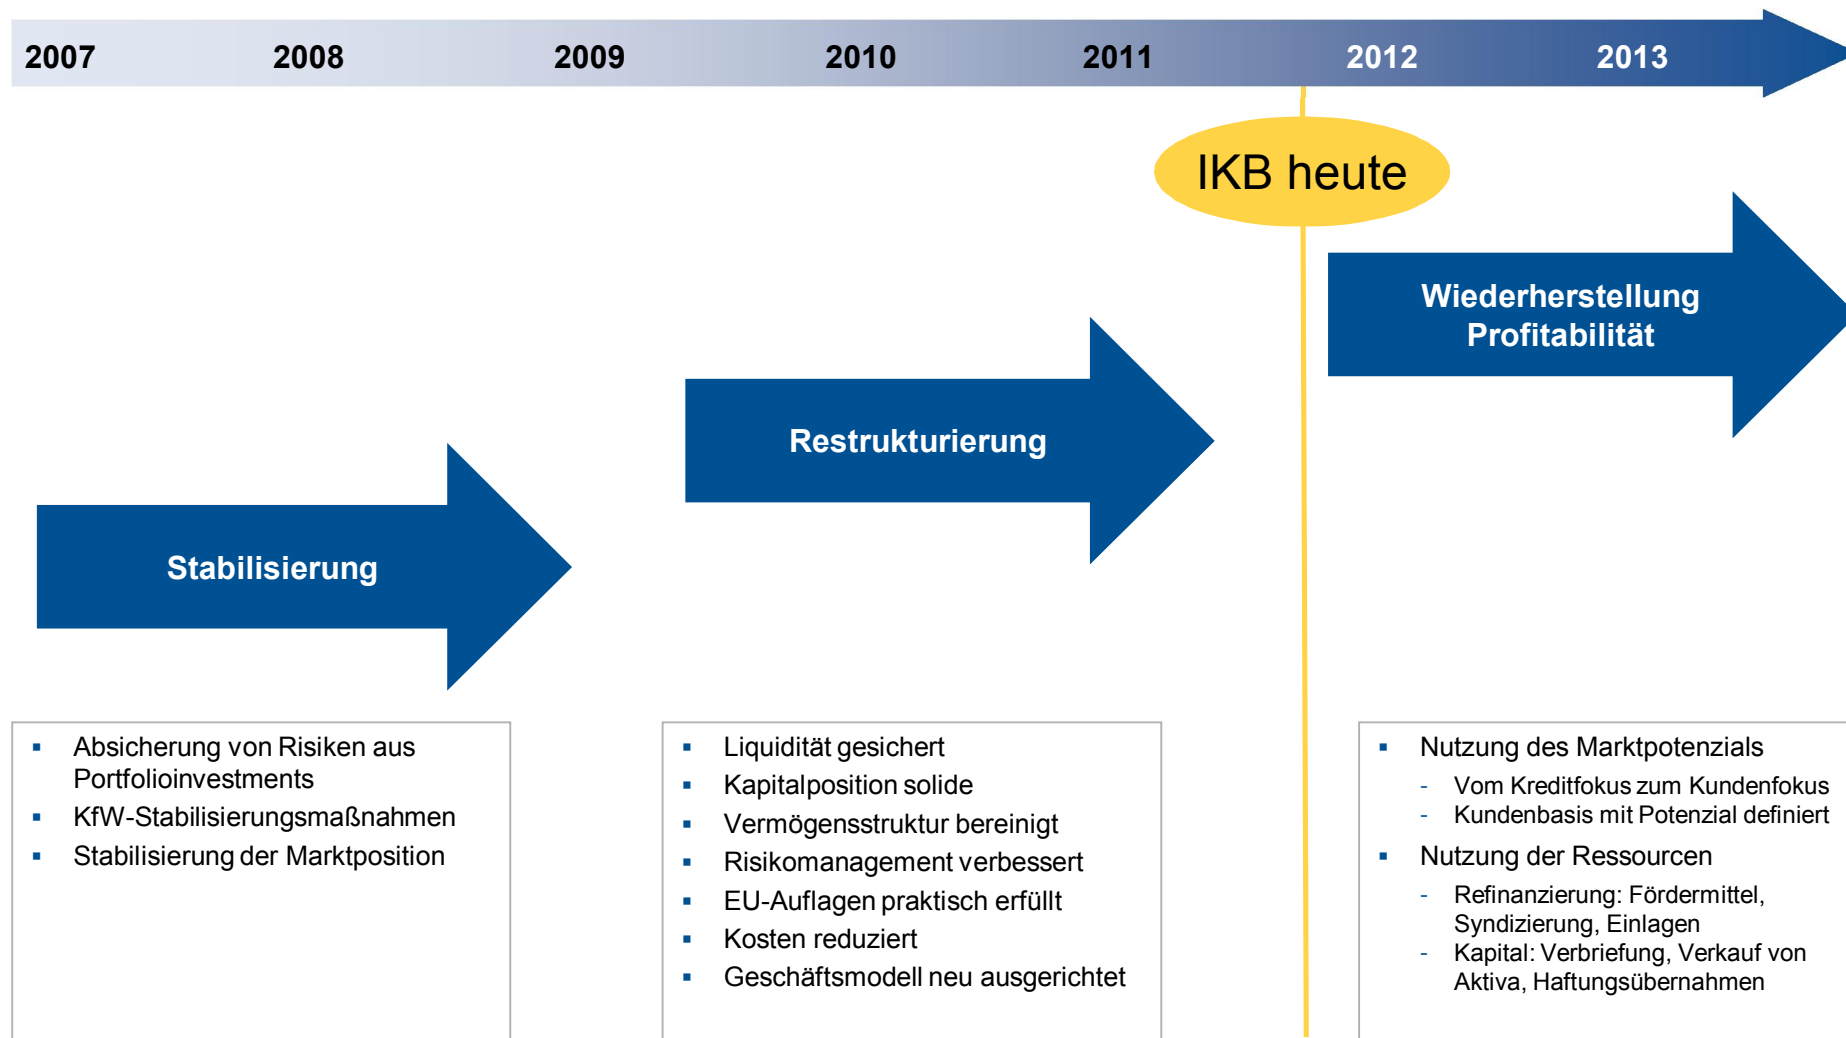 2007 2008 2009 2010 2011 2012 2013
IKB heute
Wiederherstellung
Profitabilität
Restrukturierung
Stabilisierung
▪ Absicherung von Risiken aus
Portfolioinvestments
▪ KfW-Stabilisierungsmaßnahmen
▪ Stabilisierung der Marktposition
▪ Liquidität gesichert
▪ Kapitalposition solide
▪ Vermögensstruktur bereinigt
▪ Risikomanagement verbessert
▪ EU-Auflagen praktisch erfüllt
▪ Kosten reduziert
▪ Geschäftsmodell neu ausgerichtet
▪ Nutzung des Marktpotenzials
- Vom Kreditfokus zum Kundenfokus
- Kundenbasis mit Potenzial definiert
▪ Nutzung der Ressourcen
- Refinanzierung: Fördermittel,
Syndizierung, Einlagen
- Kapital: Verbriefung, Verkauf von
Aktiva, Haftungsübernahmen